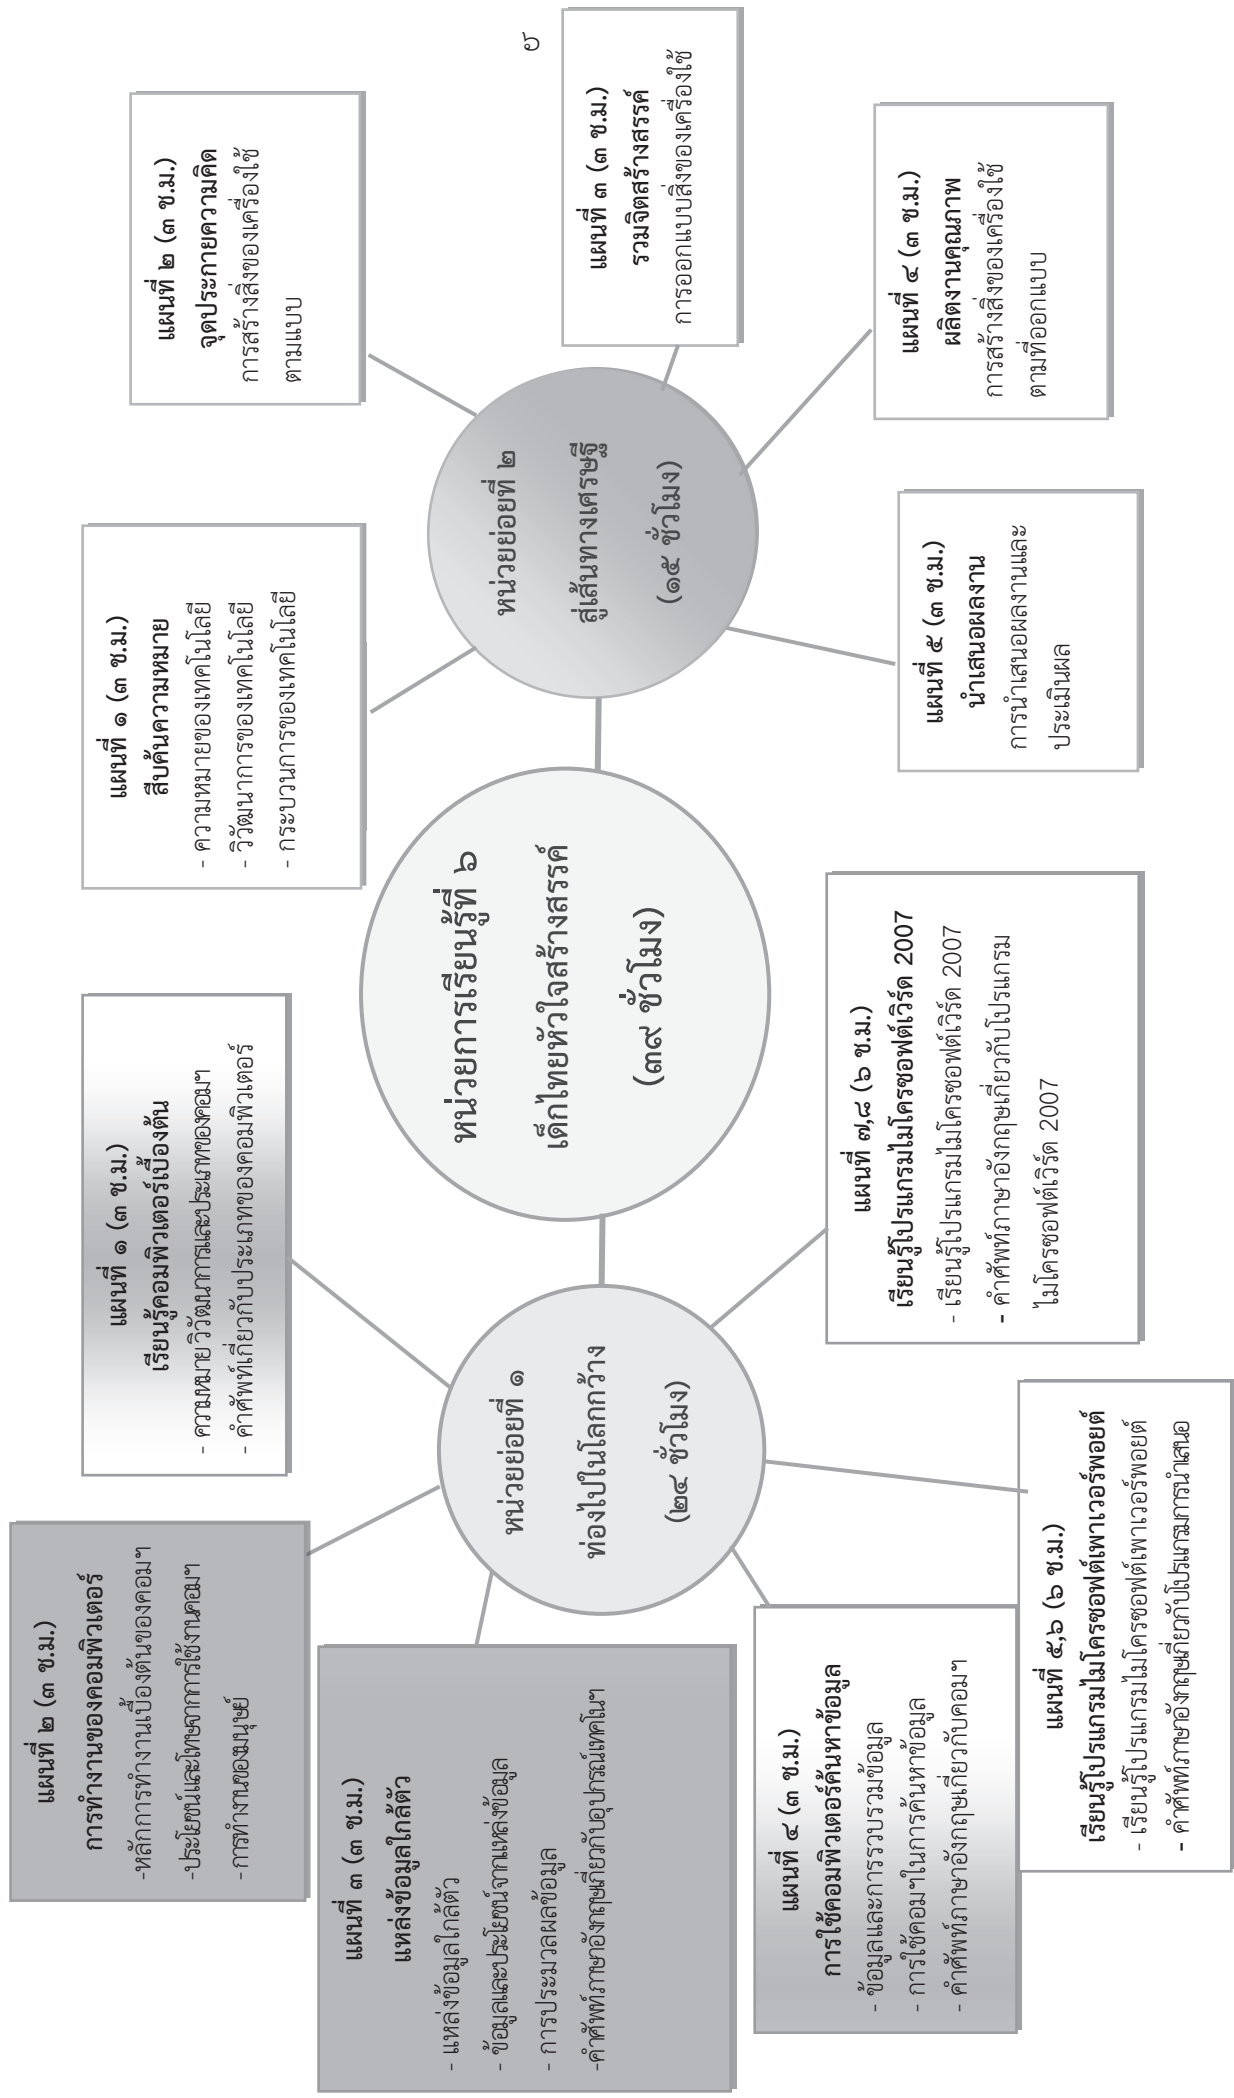 ๙
หน่วยการเรียนรู้ที่ ๖
เด็กไทยหัวใจสร้างสรรค์
(๓๙ ชั่วโมง)
หน่วยย่อยที่ ๑
ท่องไปในโลกกว้าง
(๒๔ ชั่วโมง)
แผนที่ ๑ (๓ ช.ม.)
เรียนรู้คอมพิวเตอร์เบื้องต้น
- ความหมาย วิวัฒนาการและประเภทของคอมฯ
- คำศัพท์เกี่ยวกับประเภทของคอมพิวเตอร์
แผนที่ ๒ (๓ ช.ม.)
การทำงานของคอมพิวเตอร์
-หลักการทำงานเบื้องต้นของคอมฯ
-ประโยชน์และโทษจากการใช้งานคอมฯ
-การทำงานของมนุษย์
แผนที่ ๓ (๓ ช.ม.)
แหล่งข้อมูลใกล้ตัว
- แหล่งข้อมูลใกล้ตัว
- ข้อมูลและประโยชน์จากแหล่งข้อมูล
- การประมวลผลข้อมูล
-คำศัพท์ภาษาอังกฤษเกี่ยวกับอุปกรณ์เทคโนฯ
แผนที่ ๔ (๓ ช.ม.)
การใช้คอมพิวเตอร์ค้นหาข้อมูล
- ข้อมูลและการรวบรวมข้อมูล
- การใช้คอมฯในการค้นหาข้อมูล
- คำศัพท์ภาษาอังกฤษเกี่ยวกับคอมฯ
แผนที่ ๕,๖ (๖ ช.ม.)
เรียนรู้โปรแกรมไมโครซอฟต์เพาเวอร์พอยต์
- เรียนรู้โปรแกรมไมโครซอฟต์เพาเวอร์พอยต์
- คำศัพท์ภาษาอังกฤษเกี่ยวกับโปรแกรมการนำเสนอ
แผนที่ ๗,๘ (๖ ช.ม.)
เรียนรู้โปรแกรมไมโครซอฟต์เวิร์ด 2007
- เรียนรู้โปรแกรมไมโครซอฟต์เวิร์ด 2007
- คำศัพท์ภาษาอังกฤษเกี่ยวกับโปรแกรม
ไมโครซอฟต์เวิร์ด 2007
หน่วยย่อยที่ ๒
สู่เส้นทางเศรษฐี
(๑๕ ชั่วโมง)
แผนที่ ๑ (๓ ช.ม.)
สืบค้นความหมาย
- ความหมายของเทคโนโลยี
- วิวัฒนาการของเทคโนโลยี
- กระบวนการของเทคโนโลยี
แผนที่ ๒ (๓ ช.ม.)
จุดประกายความคิด
การสร้างสิ่งของเครื่องใช้
ตามแบบ
แผนที่ ๓ (๓ ช.ม.)
รวมจิตสร้างสรรค์
การออกแบบสิ่งของเครื่องใช้
แผนที่ ๔ (๓ ช.ม.)
ผลิตงานคุณภาพ
การสร้างสิ่งของเครื่องใช้
ตามที่ออกแบบ
แผนที่ ๕ (๓ ช.ม.)
นำเสนอผลงาน
การนำเสนอผลงานและ
ประเมินผล